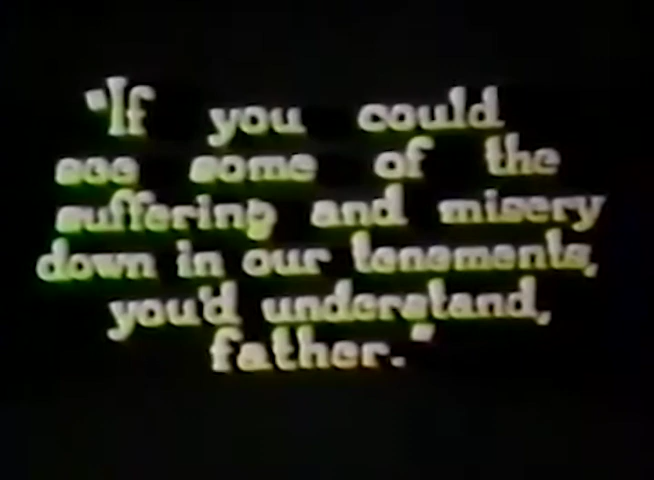 "If you could
see some of the
suffering and misery
down in our tenements,
you'd understand,
father."